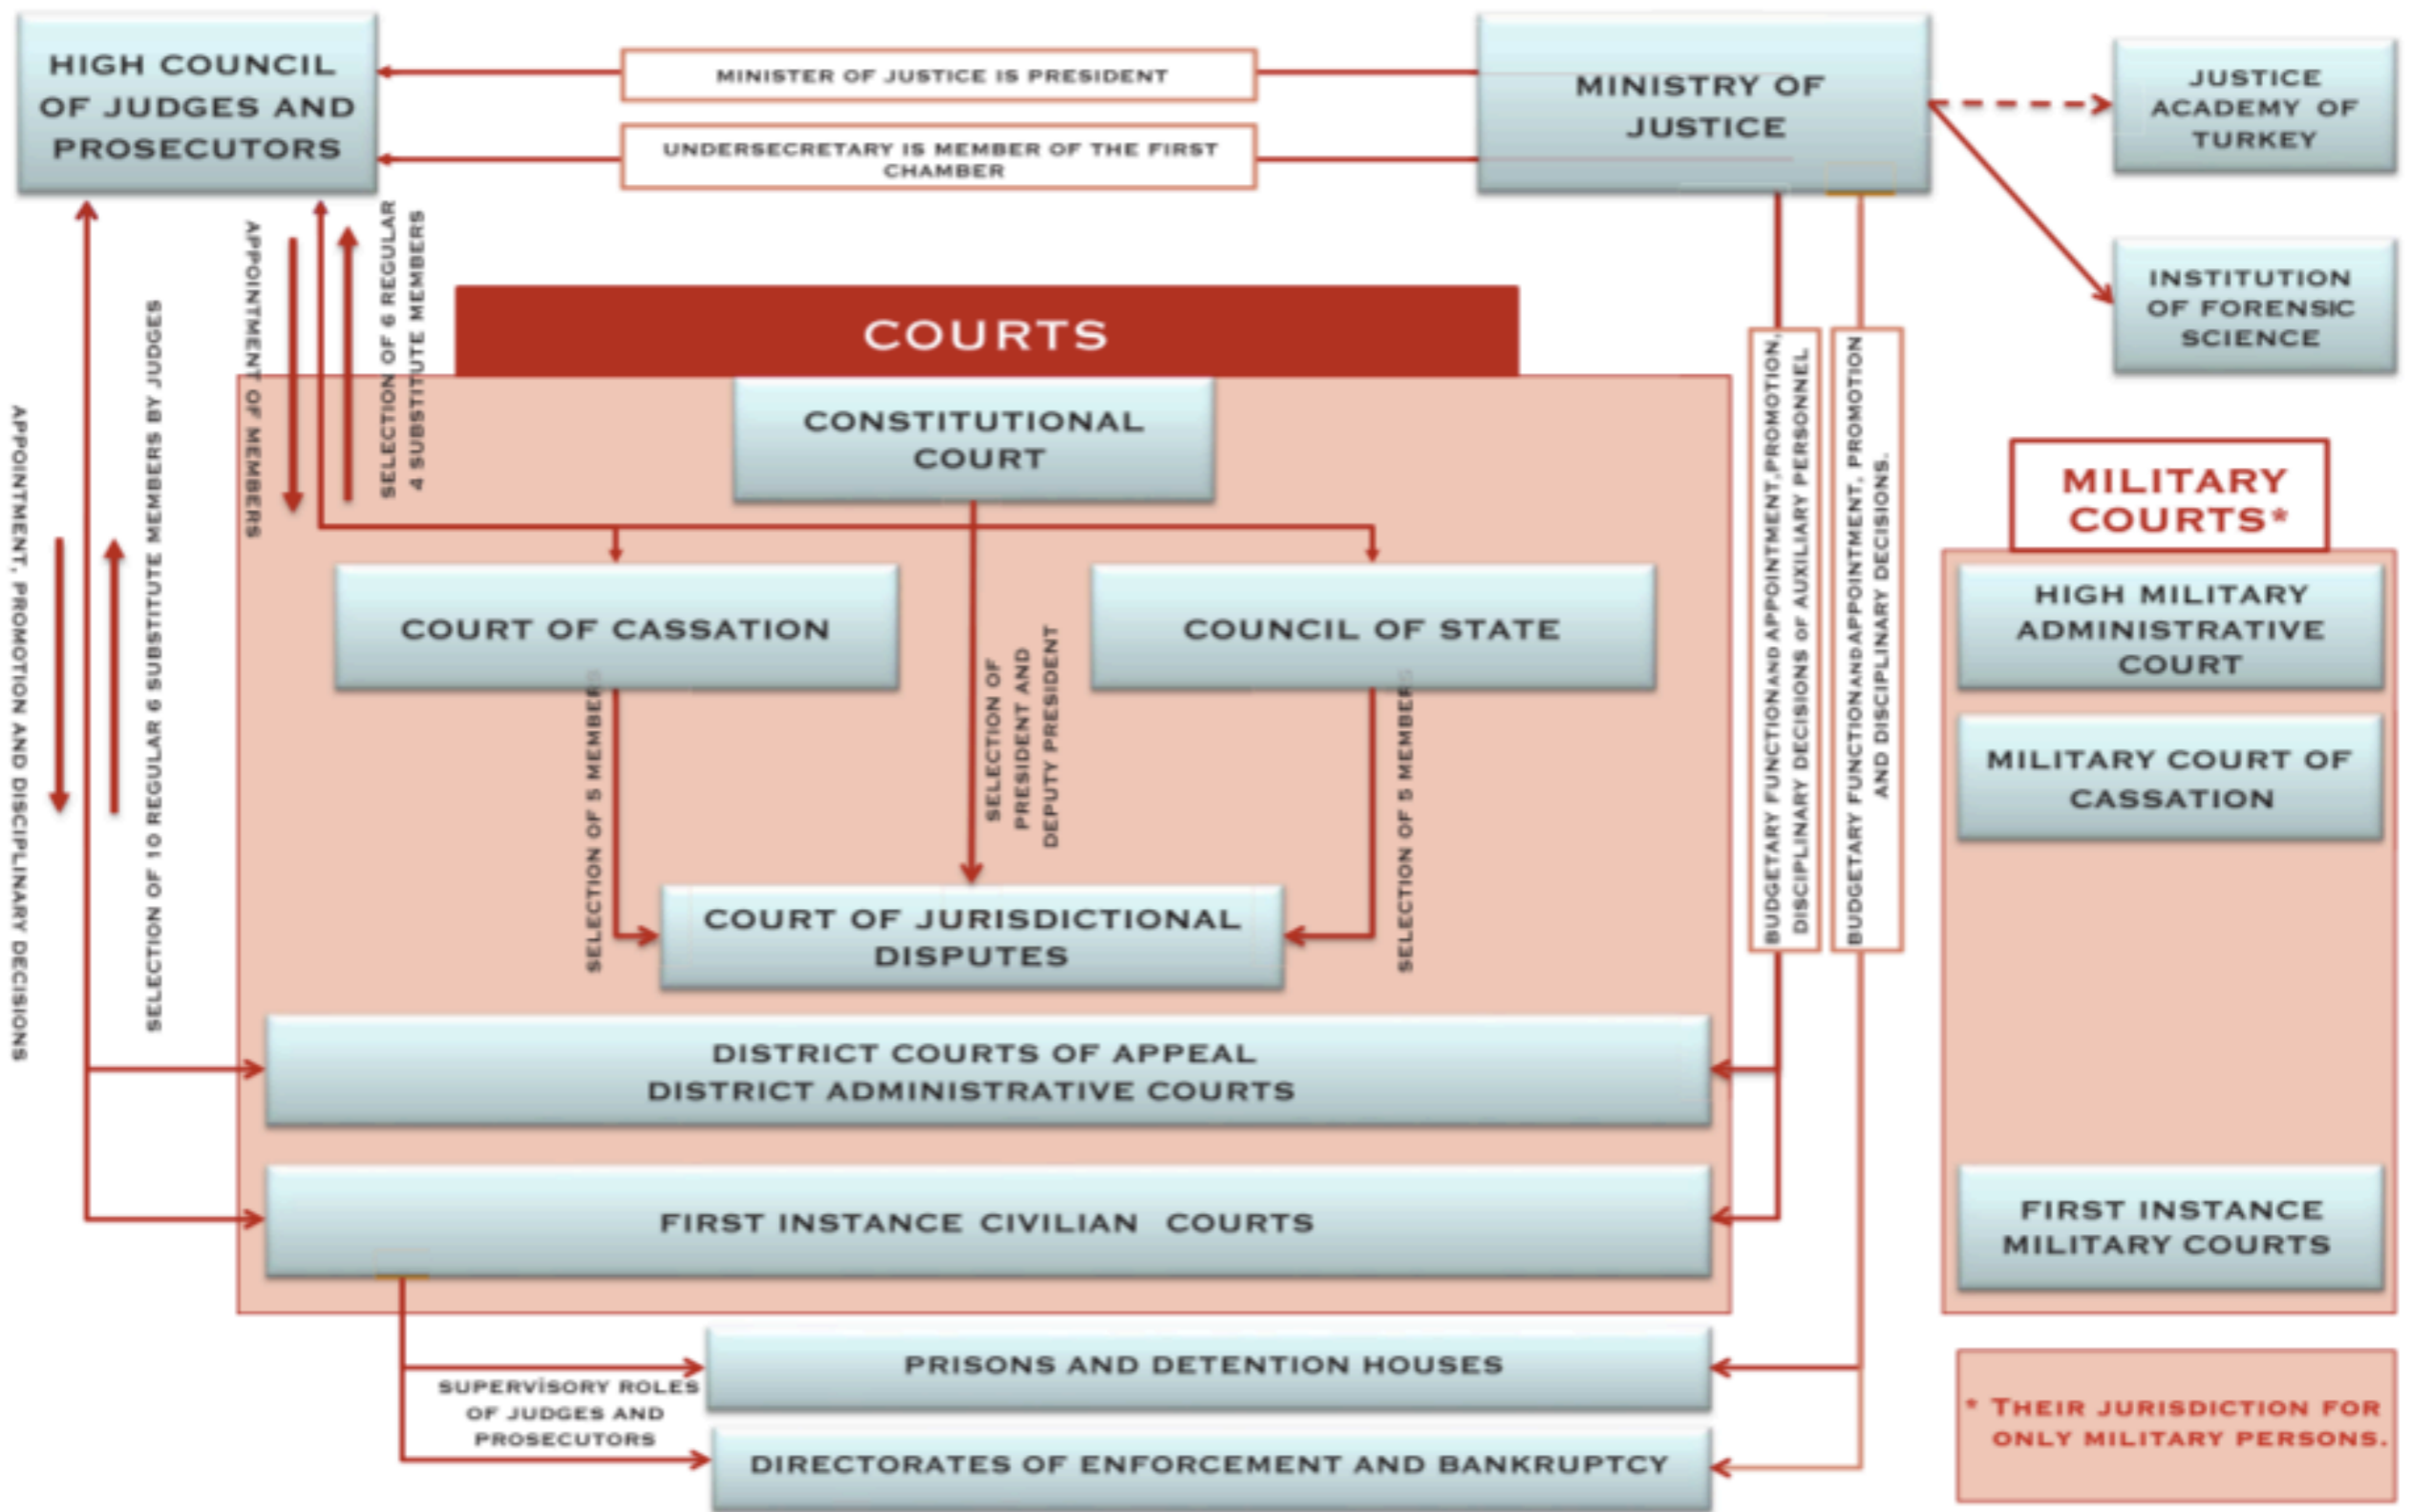 HIGH COUNCIL
OF JUDGES AND
PROSECUTORS
MINISTER OF JUSTICE IS PRESIDENT
UNDERSECRETARY IS MEMBER OF THE FIRST
CHAMBER
MINISTRY OF
JUSTICE
JUSTICE
ACADEMY OF
TURKEY
INSTITUTION
OF FORENSIC
SCIENCE
APPOINTMENT, PROMOTION AND DISCIPLINARY DECISIONS
SELECTION OF 10 REGULAR 6 SUBSTITUTE MEMBERS BY JUDGES
APPOINTMENT OF MEMBERS
SELECTION OF 6 REGULAR
4 SUBSTITUTE MEMBERS
COURTS
CONSTITUTIONAL
COURT
COURT OF CASSATION
COUNCIL OF STATE
SELECTION OF 5 MEMBERS
SELECTION OF
PRESIDENT AND
DEPUTY PRESIDENT
SELECTION OF 5 MEMBERS
COURT OF JURISDICTIONAL
DISPUTES
DISTRICT COURTS OF APPEAL
DISTRICT ADMINISTRATIVE COURTS
FIRST INSTANCE CIVILIAN COURTS
SUPERVİSORY ROLES
OF JUDGES AND
PROSECUTORS
PRISONS AND DETENTION HOUSES
DIRECTORATES OF ENFORCEMENT AND BANKRUPTCY
BUDGETARY FUNCTIONANDAPPOINTMENT,PROMOTION,
DISCIPLINARY DECISIONS OF AUXILIARY PERSONNEL
BUDGETARY FUNCTIONANDAPPOINTMENT, PROMOTION
AND DISCIPLINARY DECISIONS.
MILITARY
COURTS*
HIGH MILITARY
ADMINISTRATIVE
COURT
MILITARY COURT OF
CASSATION
FIRST INSTANCE
MILITARY COURTS
* THEIR JURISDICTION FOR
ONLY MILITARY PERSONS.